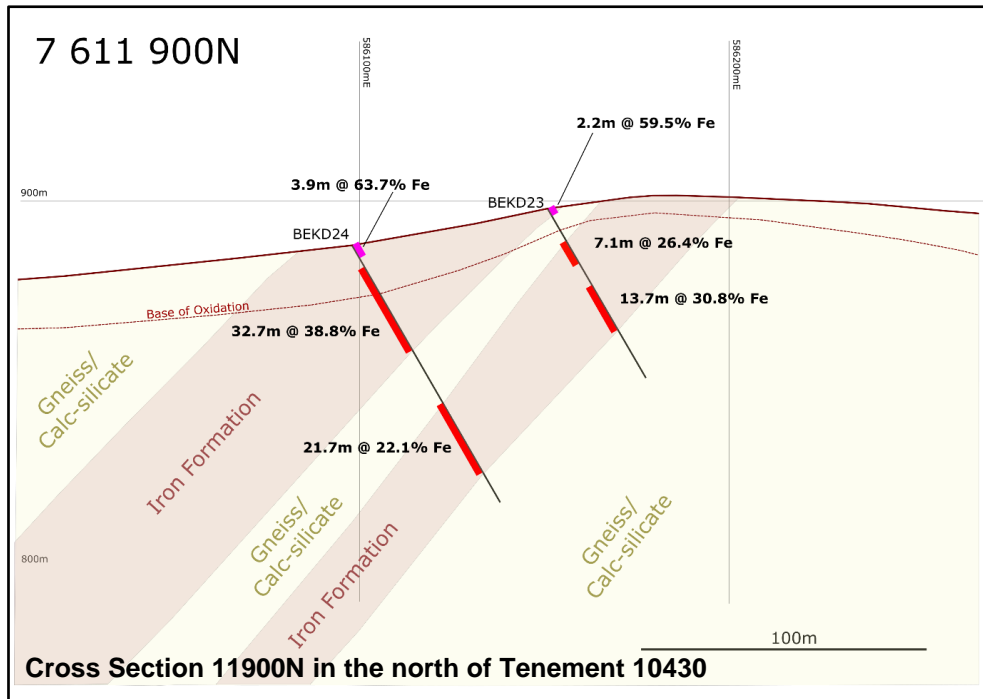 7 611 900N
586100mE
586200mE
2.2m @ 59.5% Fe
3.9m @ 63.7% Fe
900m
BEKD23
BEKD24
7.1m @ 26.4% Fe
13.7m @ 30.8% Fe
Base of Oxidation
32.7m @ 38.8% Fe
Gneiss/
Calc-silicate
Iron Formation
21.7m @ 22.1% Fe
Gneiss/
Calc-silicate
Gneiss/
Calc-silicate
800m
Iron Formation
100m
Cross Section 11900N in the north of Tenement 10430